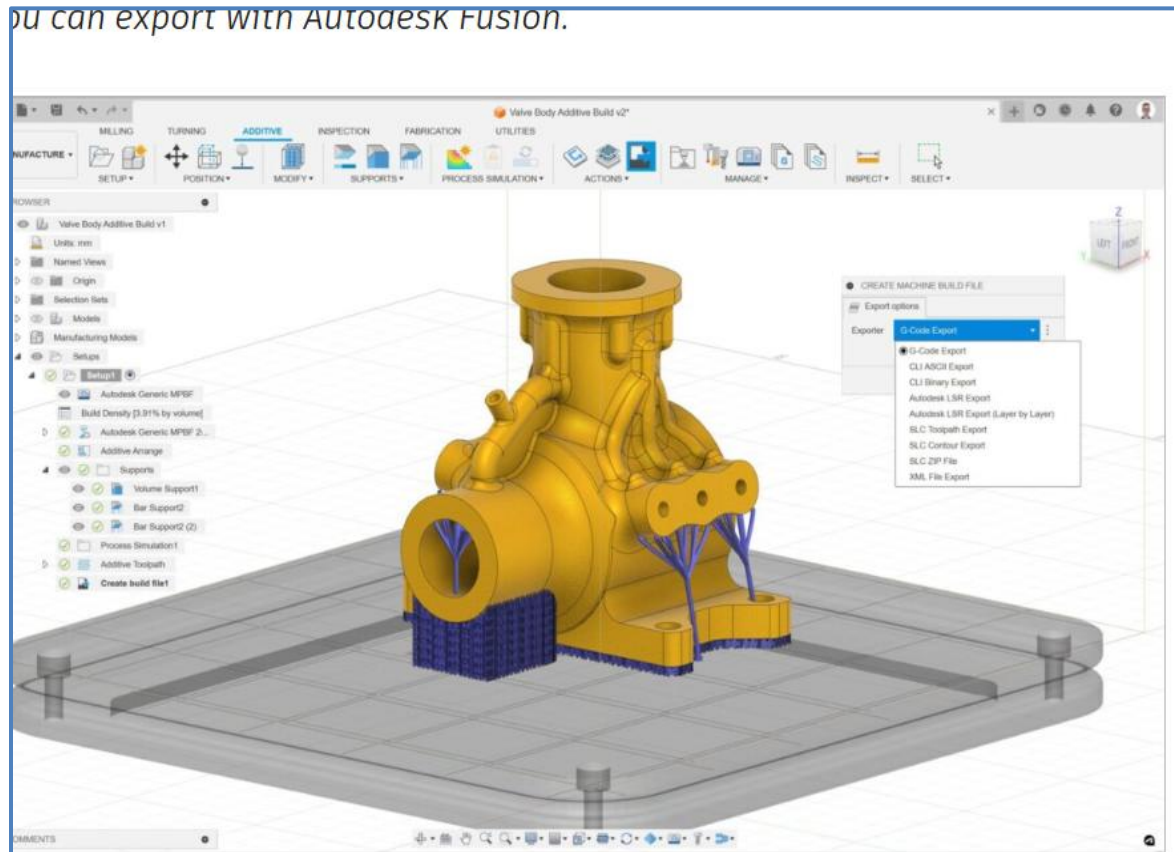 ou can export with Autodesk Fusion.
Valve Body Additive Build v2*
MILLING TURNING ADDITIVE INSPECTION FABRICATION UTILITIES
NUFACTURE
SETUP POSITION MODIFY SUPPORTS PROCESS SIMULATION ACTIONS MANAGE INSPECT SELECT
ROWSER
Valve Body Additive Build v1
Units: mm
Named Views
Origin
Selection Sets
Models
Manufacturing Models
Setups
Setup1
Autodesk Generic MPBF
Build Density [3.91% by volume]
Autodesk Generic MPBF 2(...
Additive Arrange
Supports
Volume Support1
Bar Support2
Bar Support2 (2)
Process Simulation1
Additive Toolpath
Create build file1
Z
LEFT FRONT
Y X
CREATE MACHINE BUILD FILE
Export options
Exporter G-Code Export
G-Code Export
CLI ASCII Export
CLI Binary Export
Autodesk LSR Export
Autodesk LSR Export (Layer by Layer)
SLC Toolpath Export
SLC Contour Export
SLC ZIP File
XML File Export
OMMENTS